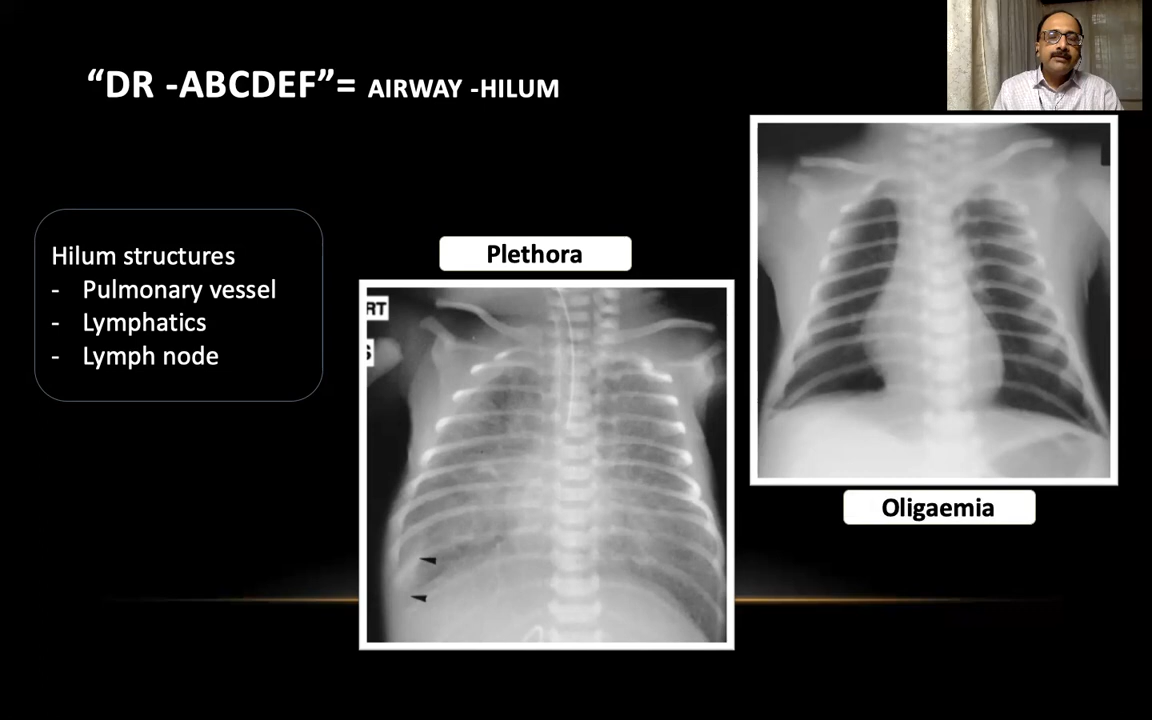 “DR -ABCDEF”= AIRWAY -HILUM
Hilum structures
- Pulmonary vessel
- Lymphatics
- Lymph node
Plethora
RT
S
Oligaemia